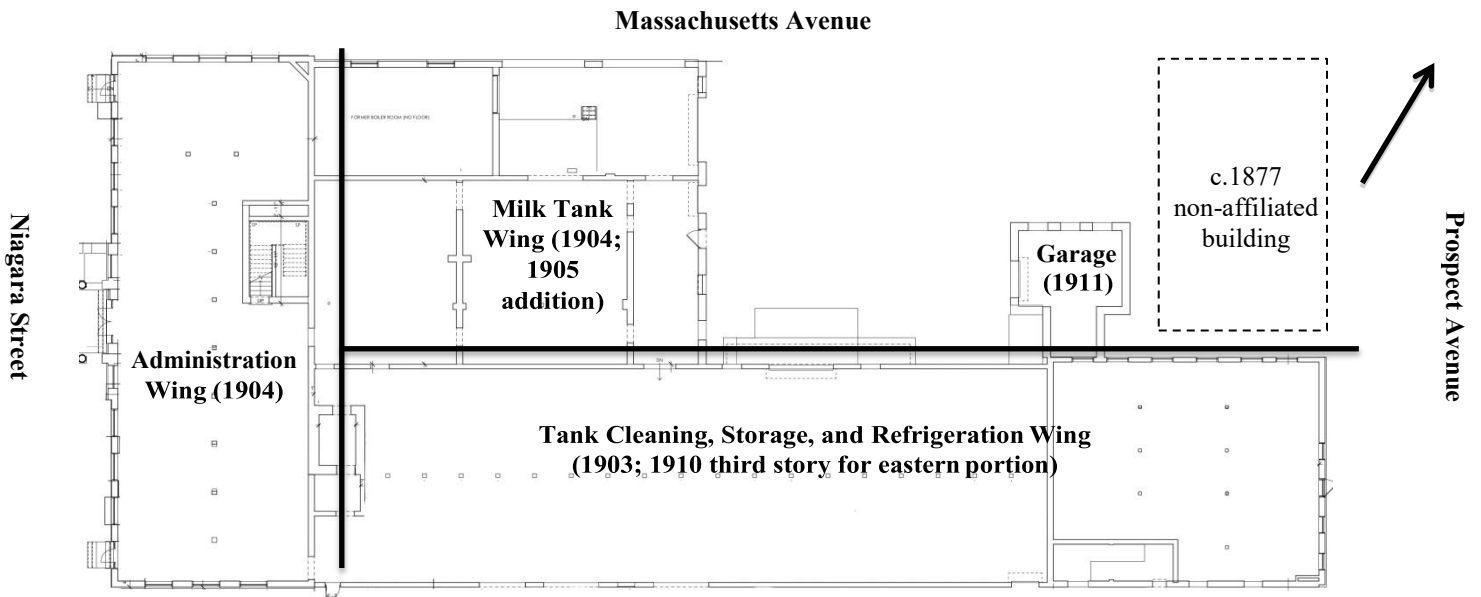 Massachusetts Avenue
FORMER BOILER ROOM (NO FLOOR)
c.1877
non-affiliated
building
Milk Tank
Wing (1904;
1905
addition)
Garage
(1911)
Niagara Street
Prospect Avenue
Administration
Wing (1904)
Tank Cleaning, Storage, and Refrigeration Wing
(1903; 1910 third story for eastern portion)